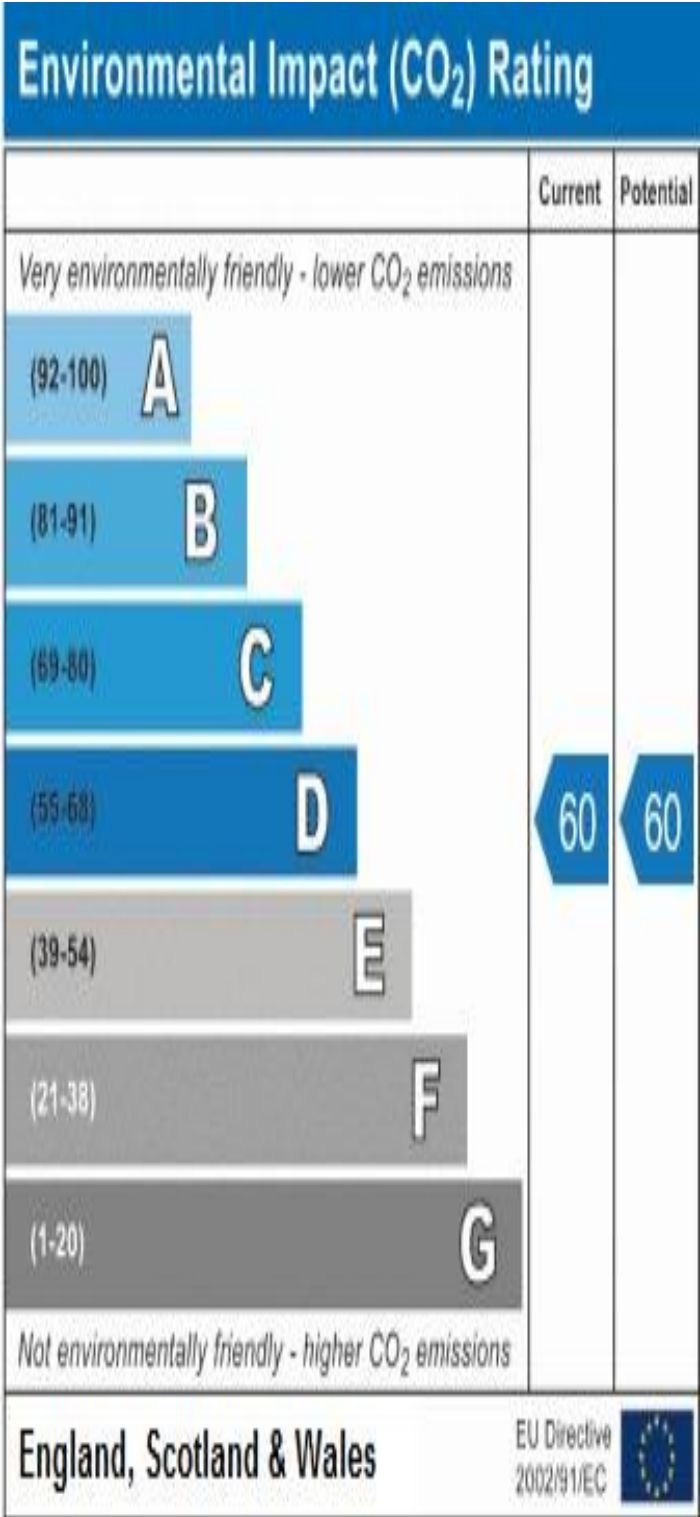 Environmental Impact (CO₂) Rating
Current Potential
Very environmentally friendly - lower CO₂ emissions
(92-100) A
(81-91) B
(69-80) C
(55-68) D 60 60
(39-54) E
(21-38) F
(1-20) G
Not environmentally friendly - higher CO₂ emissions
England, Scotland & Wales
EU Directive
2002/91/EC